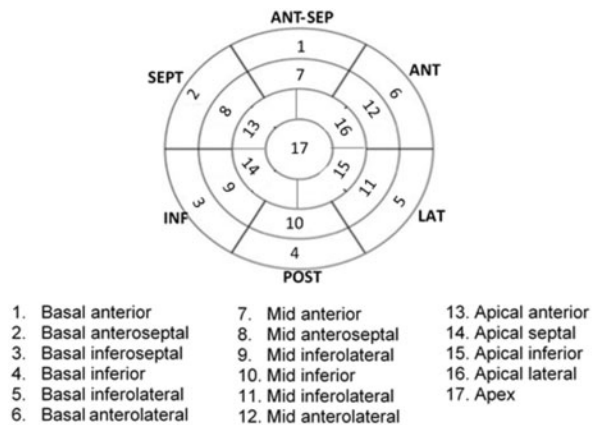 ANT-SEP
1
SEPT
ANT
7
2
6
8
12
13
16
17
14
15
9
11
3
5
INF
10
LAT
4
POST
1. Basal anterior
2. Basal anteroseptal
3. Basal inferoseptal
4. Basal inferior
5. Basal inferolateral
6. Basal anterolateral
7. Mid anterior
8. Mid anteroseptal
9. Mid inferolateral
10. Mid inferior
11. Mid inferolateral
12. Mid anterolateral
13. Apical anterior
14. Apical septal
15. Apical inferior
16. Apical lateral
17. Apex